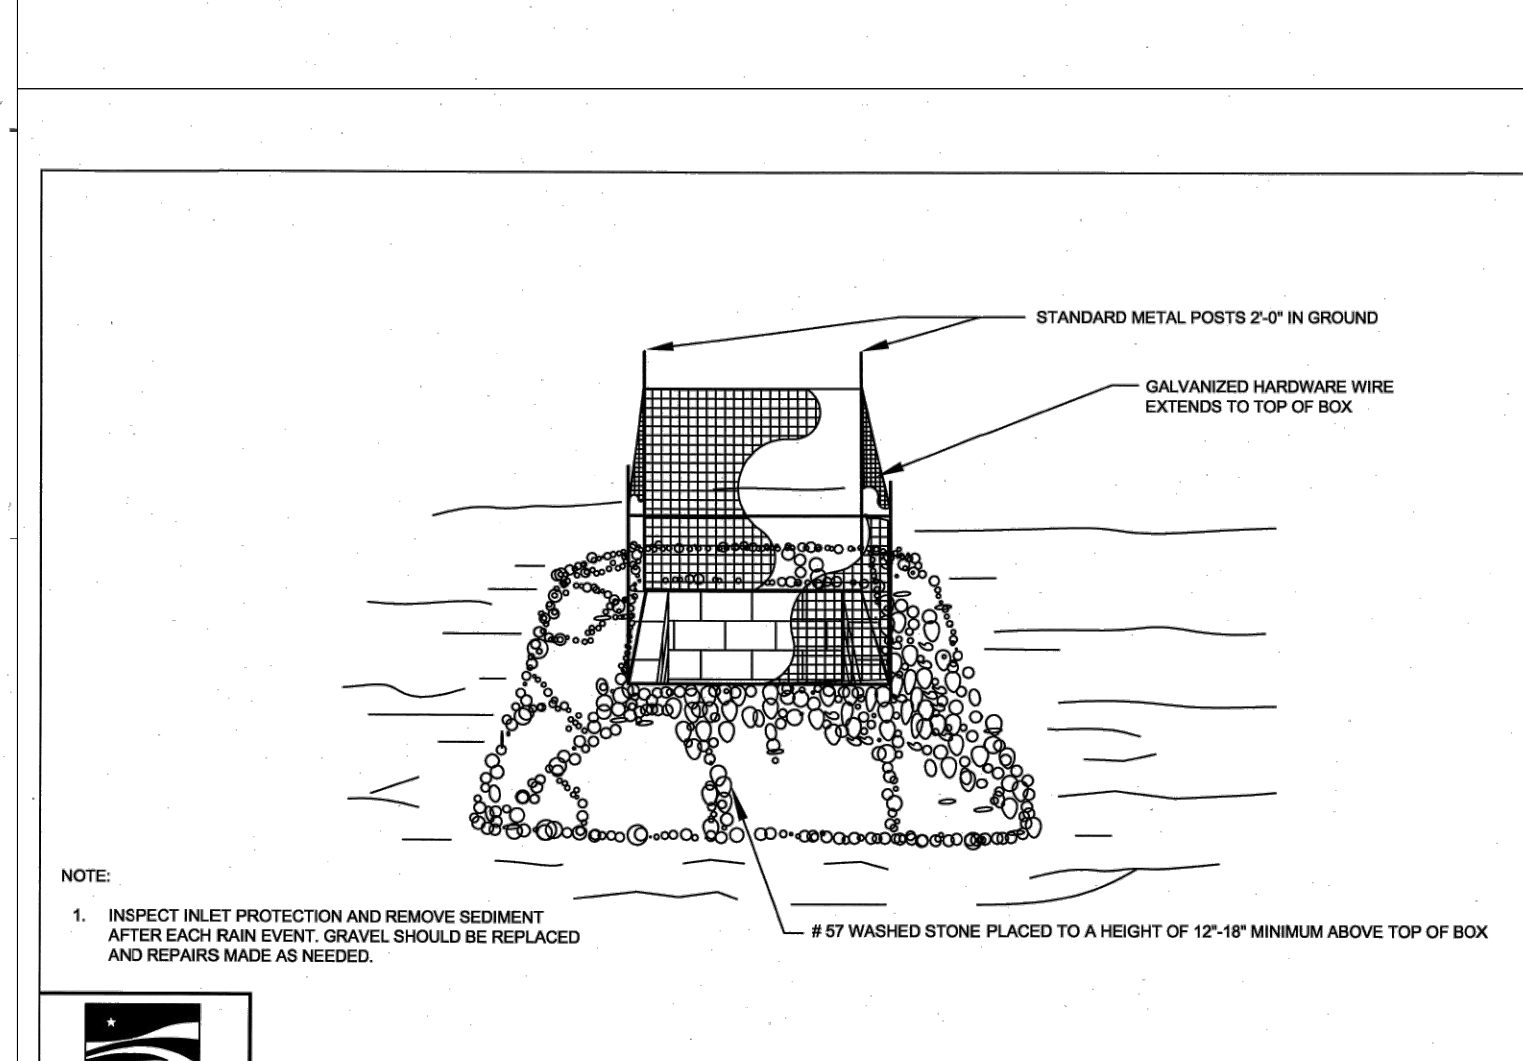 STANDARD METAL POSTS 2'-0" IN GROUND
GALVANIZED HARDWARE WIRE
EXTENDS TO TOP OF BOX
NOTE:
1. INSPECT INLET PROTECTION AND REMOVE SEDIMENT
AFTER EACH RAIN EVENT. GRAVEL SHOULD BE REPLACED
AND REPAIRS MADE AS NEEDED.
# 57 WASHED STONE PLACED TO A HEIGHT OF 12"-18" MINIMUM ABOVE TOP OF BOX